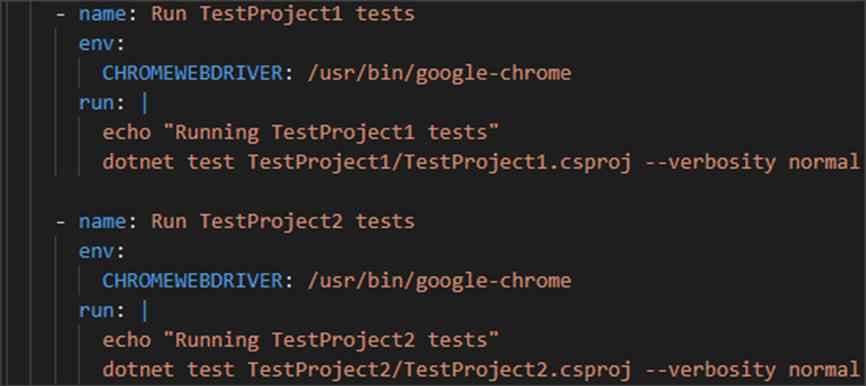 - name: Run TestProject1 tests
env:
CHROMEWEBDRIVER: /usr/bin/google-chrome
run: |
echo "Running TestProject1 tests"
dotnet test TestProject1/TestProject1.csproj --verbosity normal
- name: Run TestProject2 tests
env:
CHROMEWEBDRIVER: /usr/bin/google-chrome
run: |
echo "Running TestProject2 tests"
dotnet test TestProject2/TestProject2.csproj --verbosity normal